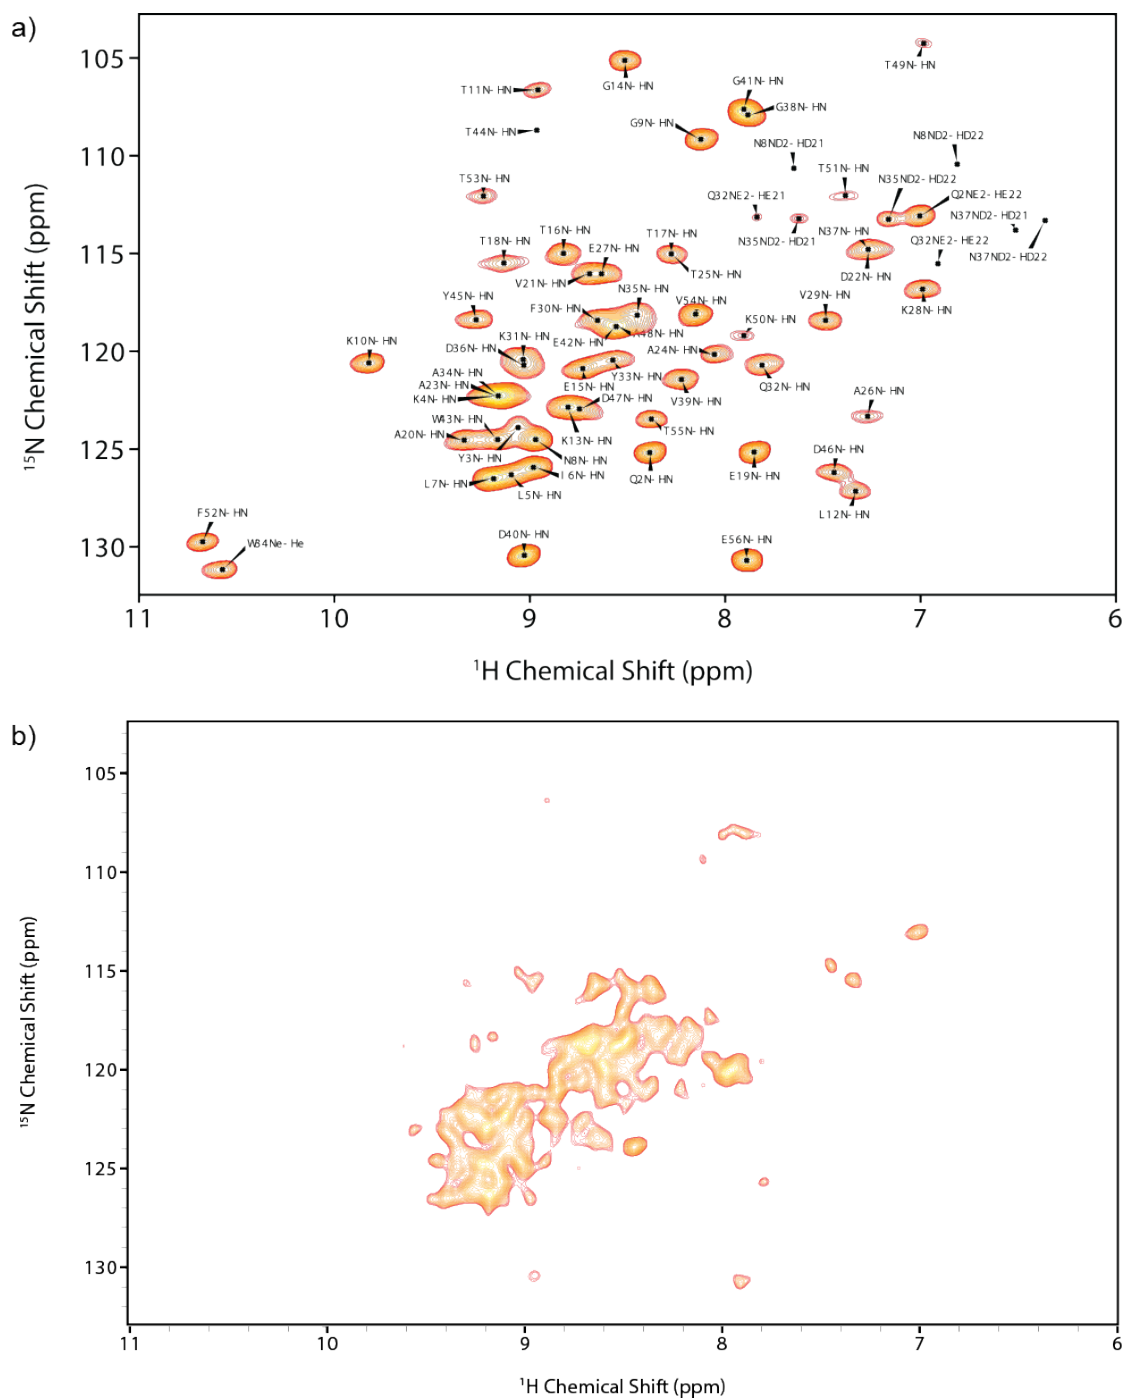 a)
105
110
115
120
125
130
11
10
9
8
7
6
15N Chemical Shift (ppm)
1H Chemical Shift (ppm)
T49N- HN
G14N- HN
G41N- HN
G38N- HN
T11N- HN
T44N- HN
G9N- HN
N8ND2- HD21
N8ND2- HD22
T53N- HN
Q32NE2- HE21
T51N- HN
N35ND2- HD22
Q2NE2- HE22
N37ND2- HD21
T18N- HN
T16N- HN
E27N- HN
T17N- HN
N35ND2- HD21
N37N- HN
Q32NE2- HE22
N37ND2- HD22
V21N- HN
T25N- HN
D22N- HN
Y45N- HN
F30N- HN
N35N- HN
V54N- HN
V29N- HN
K28N- HN
K10N- HN
K31N- HN
E42N- HN
K50N- HN
D36N- HN
A24N- HN
A34N- HN
Y33N- HN
A23N- HN
E15N- HN
Q32N- HN
K4N- HN
D47N- HN
V39N- HN
A26N- HN
W43N- HN
A20N- HN
K13N- HN
T55N- HN
Y3N- HN
N8N- HN
D46N- HN
I 6N- HN
Q2N- HN
E19N- HN
L7N- HN
L5N- HN
L12N- HN
F52N- HN
D40N- HN
E56N- HN
b)
105
110
115
120
125
130
11
10
9
8
7
6
15N Chemical Shift (ppm)
1H Chemical Shift (ppm)